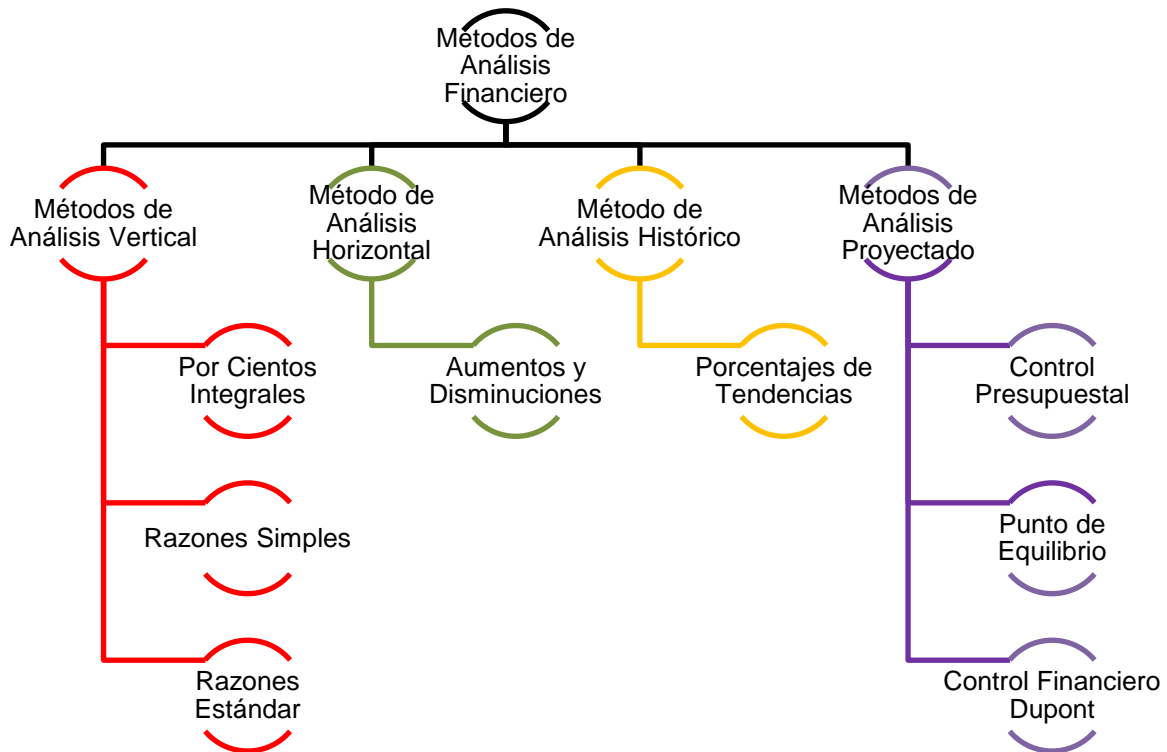 Métodos de
Análisis
Financiero
Métodos de
Análisis Vertical
Método de
Análisis
Horizontal
Método de
Análisis Histórico
Métodos de
Análisis
Proyectado
Por Cientos
Integrales
Aumentos y
Disminuciones
Porcentajes de
Tendencias
Control
Presupuestal
Razones Simples
Punto de
Equilibrio
Razones
Estándar
Control Financiero
Dupont